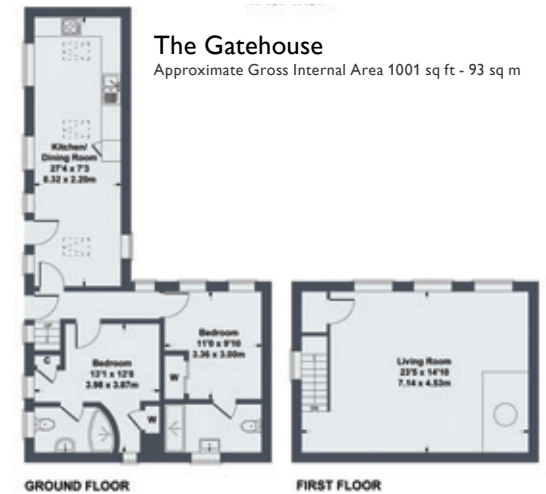 The Gatehouse
Approximate Gross Internal Area 1001 sq ft - 93 sq m
Kitchen/
Dining Room
27'4 x 7'3
8.32 x 2.20m
Bedroom
11'0 x 9'10
3.36 x 3.00m
UP
C
Bedroom
13'1 x 12'8
3.98 x 3.87m
W
W
Living Room
23'5 x 14'10
7.14 x 4.53m
DN
GROUND FLOOR
FIRST FLOOR